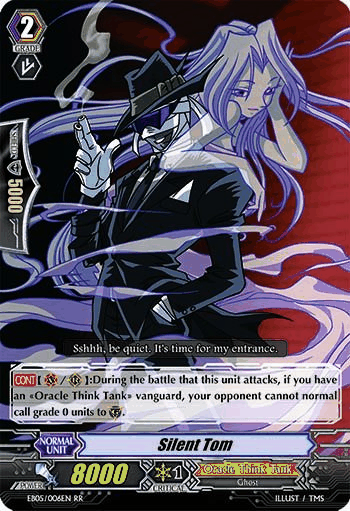 2
GRADE
SHIELD
5000
Sshhh, be quiet. It's time for my entrance.
CONT [ / ]:During the battle that this unit attacks, if you have
an «Oracle Think Tank» vanguard, your opponent cannot normal
call grade 0 units to .
NORMAL
UNIT
Silent Tom
POWER
8000
1
CRITICAL
Oracle Think Tank
Ghost
EB05/006EN RR
ILLUST / TMS